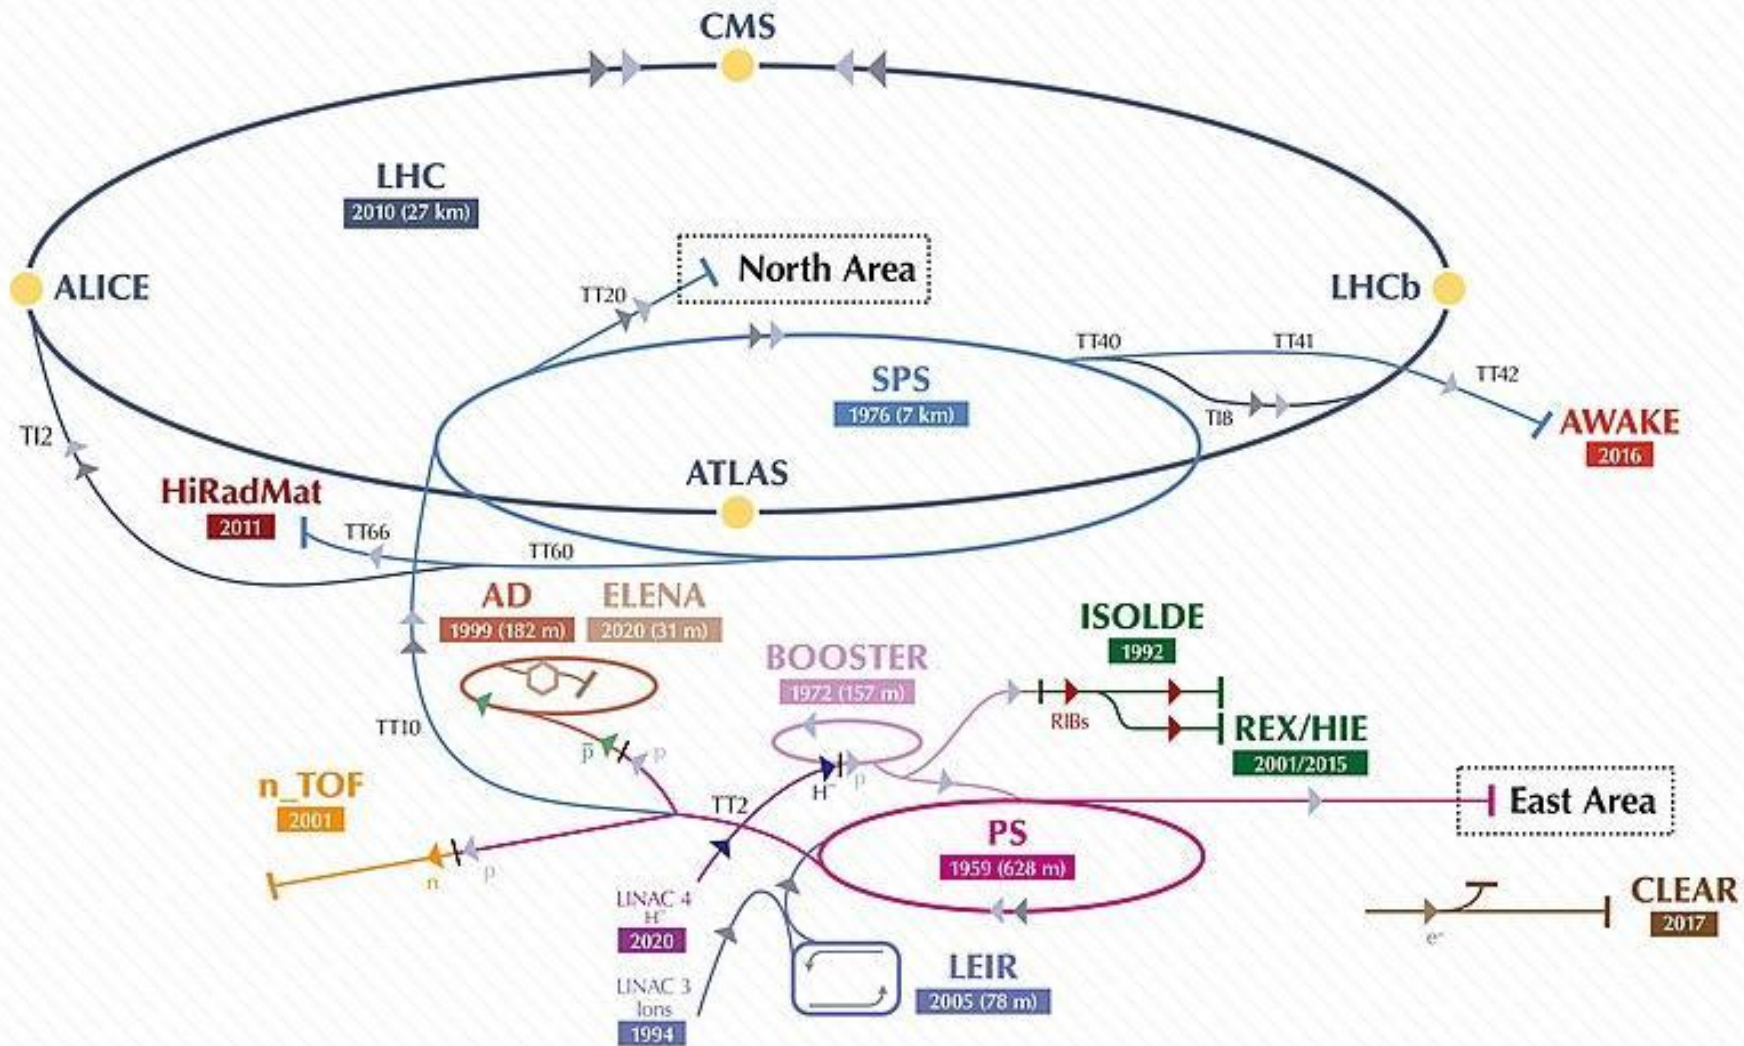 CMS
LHC
2010 (27 km)
North Area
ALICE
LHCb
TT20
TT40
TT41
TT42
SPS
1976 (7 km)
TI8
AWAKE
2016
TI2
ATLAS
HiRadMat
2011
TT66
TT60
AD
1999 (182 m)
ELENA
2020 (31 m)
ISOLDE
1992
BOOSTER
1972 (157 m)
RIBs
REX/HIE
2001/2015
TT10
p̄
p
n_TOF
2001
TT2
H⁻
p
East Area
PS
1959 (628 m)
n
p
LINAC 4
H⁻
2020
CLEAR
2017
e⁻
LINAC 3
Ions
1994
LEIR
2005 (78 m)